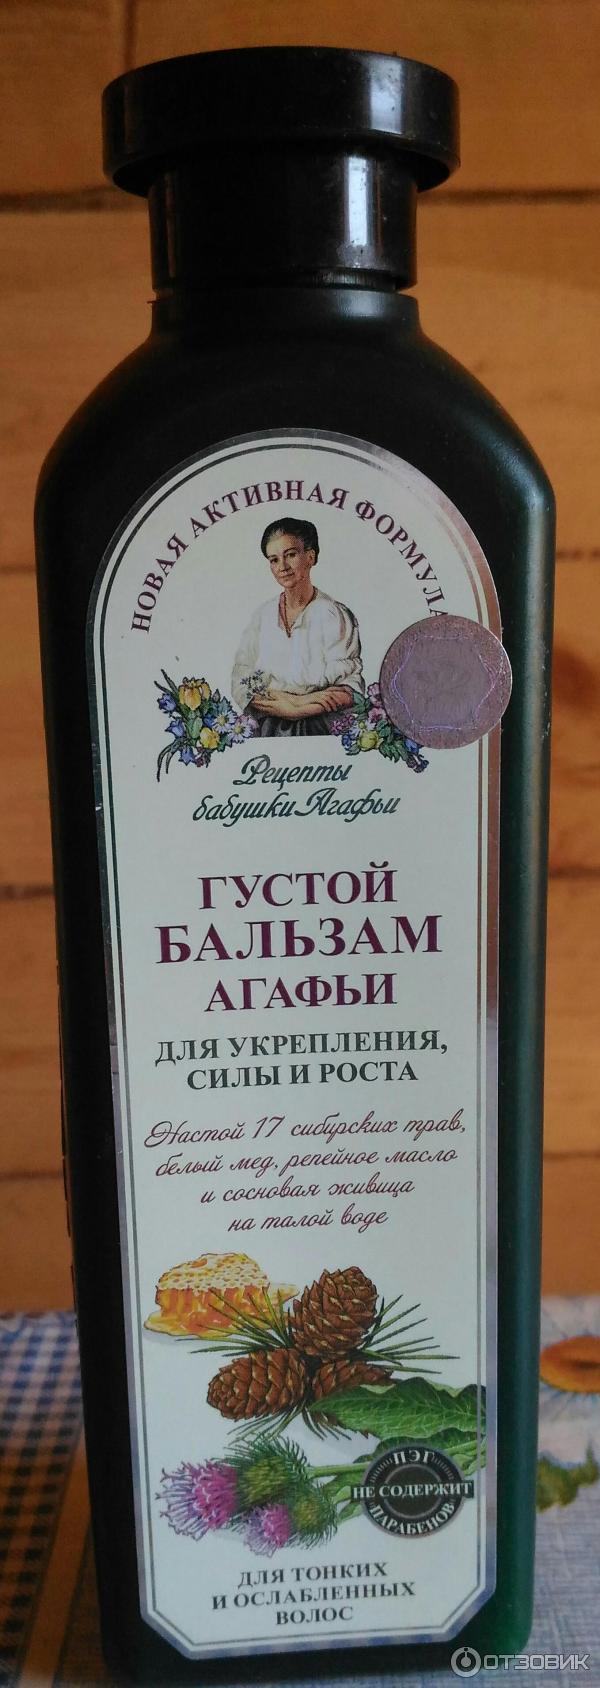 НОВАЯ АКТИВНАЯ ФОРМУЛА
Рецепты
бабушки Агафьи
ГУСТОЙ
БАЛЬЗАМ
АГАФЬИ
ДЛЯ УКРЕПЛЕНИЯ,
СИЛЫ И РОСТА
Настой 17 сибирских трав,
белый мед, репейное масло
и сосновая живица
на талой воде
ПЭГ
НЕ СОДЕРЖИТ
ПАРАБЕНОВ
ДЛЯ ТОНКИХ
И ОСЛАБЛЕННЫХ
ВОЛОС
ОТЗОВИК